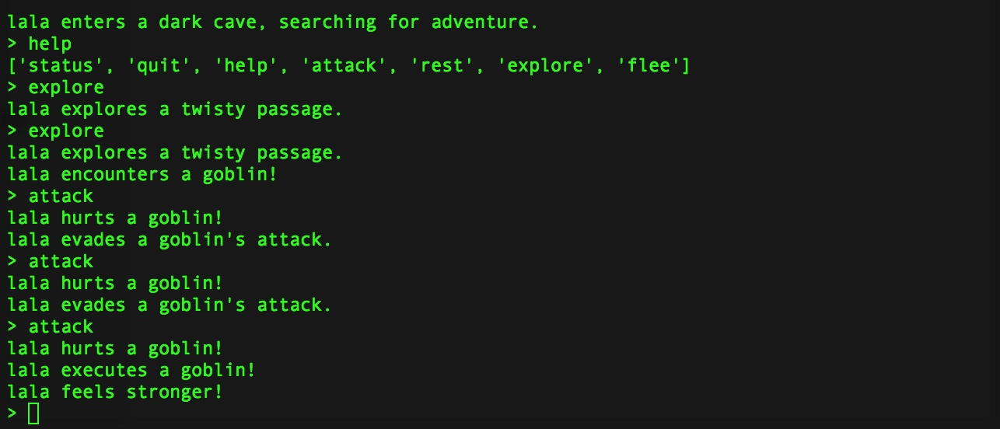 lala enters a dark cave, searching for adventure.
> help
['status', 'quit', 'help', 'attack', 'rest', 'explore', 'flee']
> explore
lala explores a twisty passage.
> explore
lala explores a twisty passage.
lala encounters a goblin!
> attack
lala hurts a goblin!
lala evades a goblin's attack.
> attack
lala hurts a goblin!
lala evades a goblin's attack.
> attack
lala hurts a goblin!
lala executes a goblin!
lala feels stronger!
>